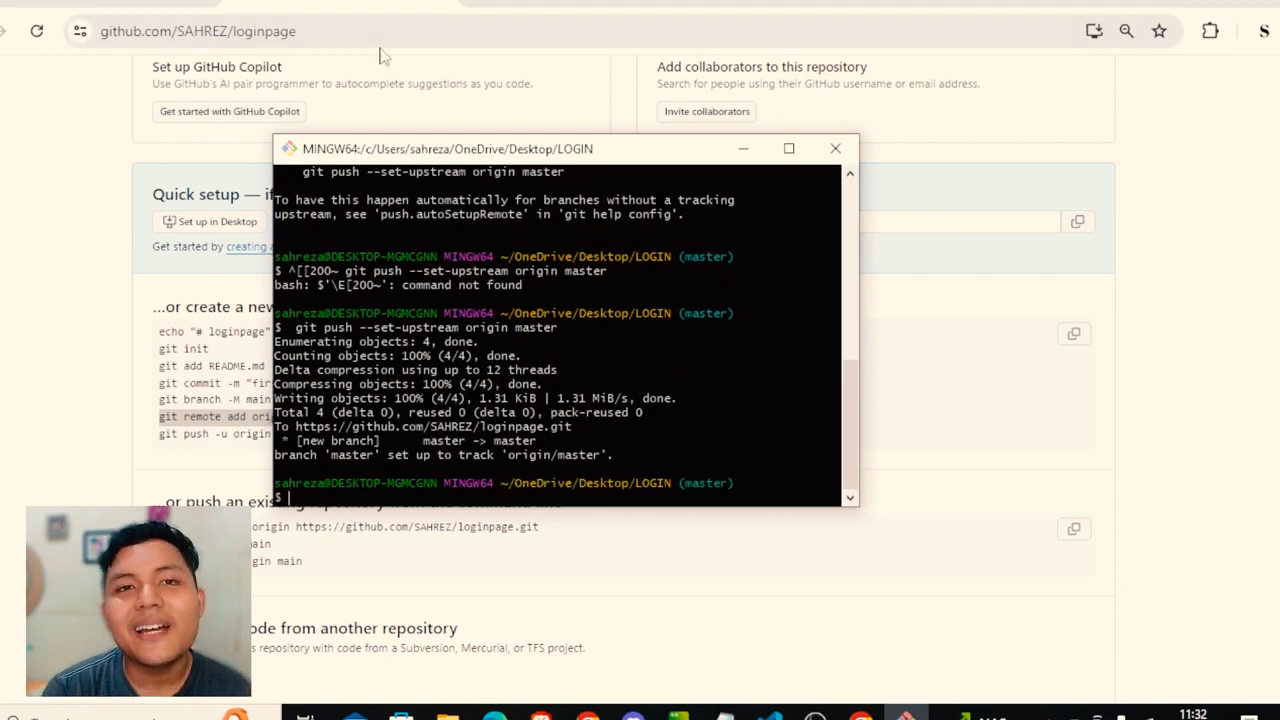 github.com/SAHREZ/loginpage
S
Set up GitHub Copilot
Use GitHub's AI pair programmer to autocomplete suggestions as you code.
Get started with GitHub Copilot
Add collaborators to this repository
Search for people using their GitHub username or email address.
Invite collaborators
Quick setup — if
Set up in Desktop
Get started by creating a
...or create a new
echo "# loginpage"
git init
git add README.md
git commit -m "fir
git branch -M main
git remote add ori
git push -u origin
MINGW64:/c/Users/sahreza/OneDrive/Desktop/LOGIN
git push --set-upstream origin master
To have this happen automatically for branches without a tracking
upstream, see 'push.autoSetupRemote' in 'git help config'.
sahreza@DESKTOP-MGMCGNN MINGW64 ~/OneDrive/Desktop/LOGIN (master)
$ ^[[200~ git push --set-upstream origin master
bash: $'\E[200~': command not found
sahreza@DESKTOP-MGMCGNN MINGW64 ~/OneDrive/Desktop/LOGIN (master)
$  git push --set-upstream origin master
Enumerating objects: 4, done.
Counting objects: 100% (4/4), done.
Delta compression using up to 12 threads
Compressing objects: 100% (4/4), done.
Writing objects: 100% (4/4), 1.31 KiB | 1.31 MiB/s, done.
Total 4 (delta 0), reused 0 (delta 0), pack-reused 0
To https://github.com/SAHREZ/loginpage.git
* [new branch]      master -> master
branch 'master' set up to track 'origin/master'.
sahreza@DESKTOP-MGMCGNN MINGW64 ~/OneDrive/Desktop/LOGIN (master)
$
...or push an existing repository from the command line
origin https://github.com/SAHREZ/loginpage.git
ain
gin main
ode from another repository
s repository with code from a Subversion, Mercurial, or TFS project.
11:32